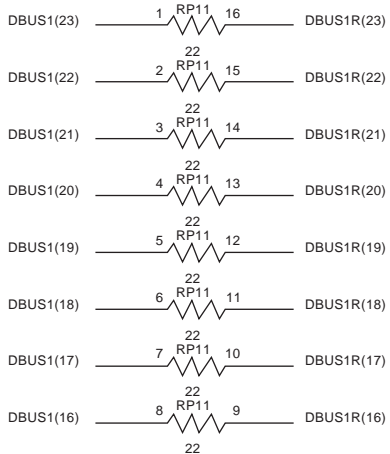 DBUS1(23) 1 RP11 16 DBUS1R(23)
22
DBUS1(22) 2 RP11 15 DBUS1R(22)
22
DBUS1(21) 3 RP11 14 DBUS1R(21)
22
DBUS1(20) 4 RP11 13 DBUS1R(20)
22
DBUS1(19) 5 RP11 12 DBUS1R(19)
22
DBUS1(18) 6 RP11 11 DBUS1R(18)
22
DBUS1(17) 7 RP11 10 DBUS1R(17)
22
DBUS1(16) 8 RP11 9 DBUS1R(16)
22